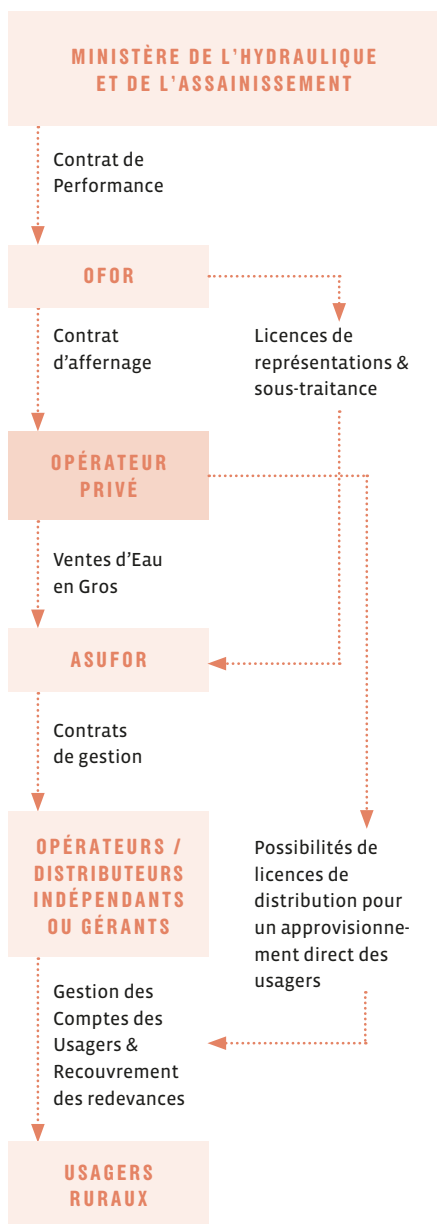 MINISTÈRE DE L'HYDRAULIQUE
ET DE L'ASSAINISSEMENT
Contrat de
Performance
OFOR
Contrat
d'affernage
Licences de
représentations &
sous-traitance
OPÉRATEUR
PRIVÉ
Ventes d'Eau
en Gros
ASUFOR
Contrats
de gestion
OPÉRATEURS /
DISTRIBUTEURS
INDÉPENDANTS
OU GÉRANTS
Possibilités de
licences de
distribution pour
un approvisionne-
ment direct des
usagers
Gestion des
Comptes des
Usagers &
Recouvrement
des redevances
USAGERS
RURAUX